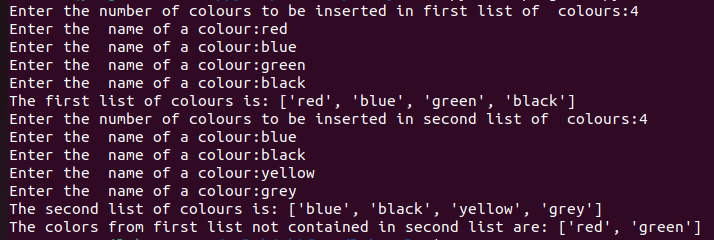 Enter the number of colours to be inserted in first list of  colours:4
Enter the  name of a colour:red
Enter the  name of a colour:blue
Enter the  name of a colour:green
Enter the  name of a colour:black
The first list of colours is: ['red', 'blue', 'green', 'black']
Enter the number of colours to be inserted in second list of  colours:4
Enter the  name of a colour:blue
Enter the  name of a colour:black
Enter the  name of a colour:yellow
Enter the  name of a colour:grey
The second list of colours is: ['blue', 'black', 'yellow', 'grey']
The colors from first list not contained in second list are: ['red', 'green']